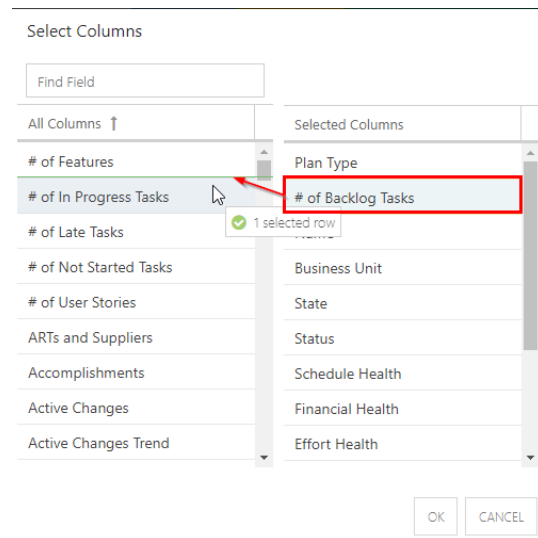 Select Columns
Find Field
All Columns
# of Features
# of In Progress Tasks
# of Late Tasks
# of Not Started Tasks
# of User Stories
ARTs and Suppliers
Accomplishments
Active Changes
Active Changes Trend
Selected Columns
Plan Type
# of Backlog Tasks
1 selected row
Name
Business Unit
State
Status
Schedule Health
Financial Health
Effort Health
OK
CANCEL